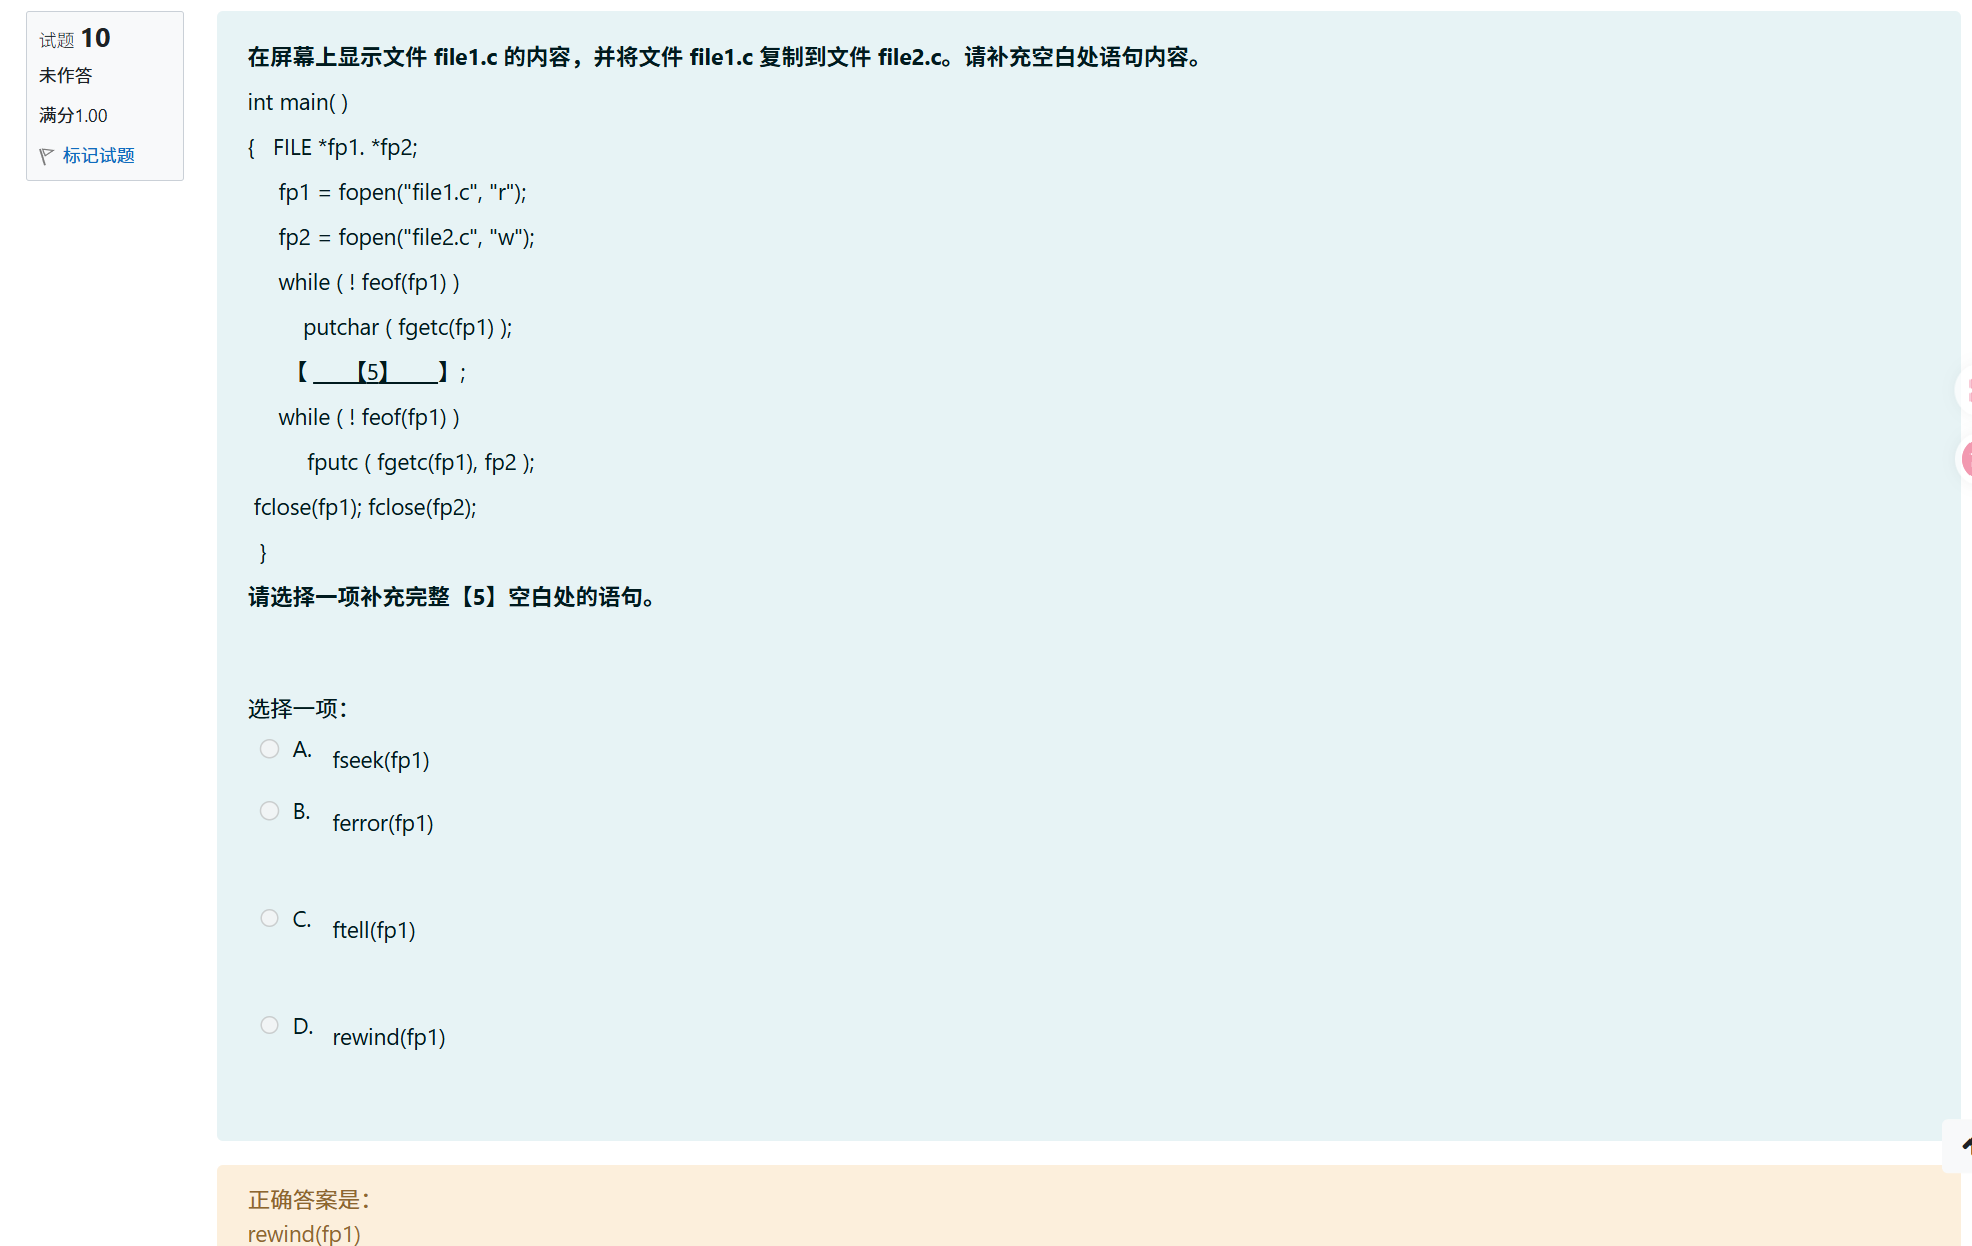 试题 10
未作答
满分1.00
标记试题
在屏幕上显示文件 file1.c 的内容，并将文件 file1.c 复制到文件 file2.c。请补充空白处语句内容。
int main( )
{   FILE *fp1. *fp2;
fp1 = fopen("file1.c", "r");
fp2 = fopen("file2.c", "w");
while ( ! feof(fp1) )
putchar ( fgetc(fp1) );
【 ___【5】____】;
while ( ! feof(fp1) )
fputc ( fgetc(fp1), fp2 );
fclose(fp1); fclose(fp2);
}
请选择一项补充完整【5】空白处的语句。
选择一项：
A. fseek(fp1)
B. ferror(fp1)
C. ftell(fp1)
D. rewind(fp1)
正确答案是：
rewind(fp1)